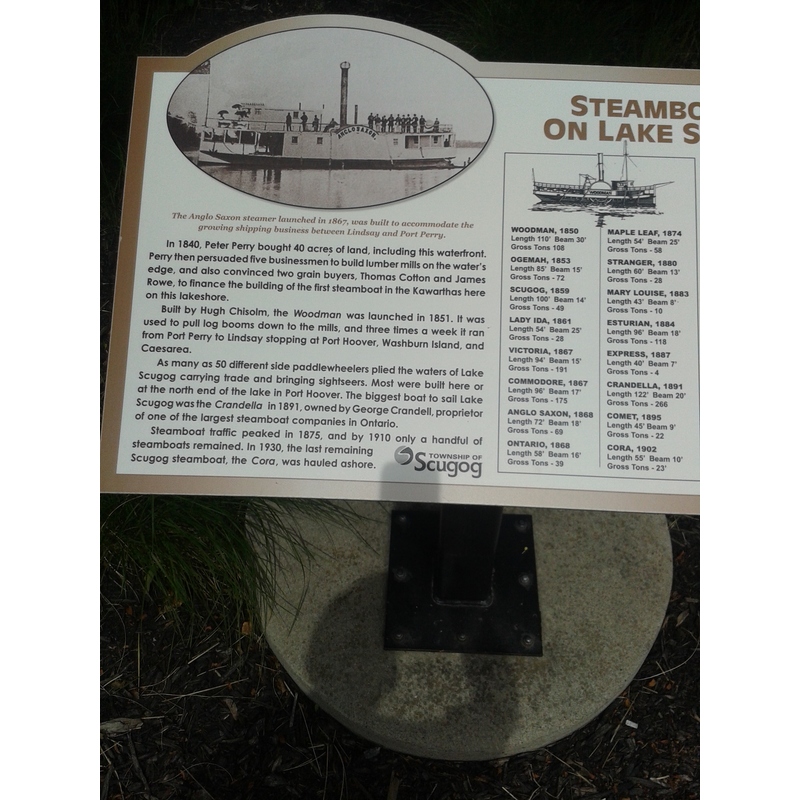 ANGLO SAXON.
The Anglo Saxon steamer launched in 1867, was built to accommodate the
growing shipping business between Lindsay and Port Perry.
In 1840, Peter Perry bought 40 acres of land, including this waterfront.
Perry then persuaded five businessmen to build lumber mills on the water's
edge, and also convinced two grain buyers, Thomas Cotton and James
Rowe, to finance the building of the first steamboat in the Kawarthas here
on this lakeshore.
Built by Hugh Chisolm, the Woodman was launched in 1851. It was
used to pull log booms down to the mills, and three times a week it ran
from Port Perry to Lindsay stopping at Port Hoover, Washburn Island, and
Caesarea.
As many as 50 different side paddlewheelers plied the waters of Lake
Scugog carrying trade and bringing sightseers. Most were built here or
at the north end of the lake in Port Hoover. The biggest boat to sail Lake
Scugog was the Crandella in 1891, owned by George Crandell, proprietor
of one of the largest steamboat companies in Ontario.
Steamboat traffic peaked in 1875, and by 1910 only a handful of
steamboats remained. In 1930, the last remaining
Scugog steamboat, the Cora, was hauled ashore.
TOWNSHIP OF
Scugog
STEAMBO
ON LAKE S
WOODMAN, 1850
Length 110' Beam 30'
Gross Tons 108
OGEMAH, 1853
Length 85' Beam 15'
Gross Tons - 72
SCUGOG, 1859
Length 100' Beam 14'
Gross Tons - 49
LADY IDA, 1861
Length 54' Beam 25'
Gross Tons - 28
VICTORIA, 1867
Length 94' Beam 15'
Gross Tons - 191
COMMODORE, 1867
Length 96' Beam 17'
Gross Tons - 175
ANGLO SAXON, 1868
Length 72' Beam 18'
Gross Tons - 69
ONTARIO, 1868
Length 58' Beam 16'
Gross Tons - 39
MAPLE LEAF, 1874
Length 54' Beam 25'
Gross Tons - 58
STRANGER, 1880
Length 60' Beam 13'
Gross Tons - 28
MARY LOUISE, 1883
Length 43' Beam 8'
Gross Tons - 10
ESTURIAN, 1884
Length 96' Beam 18'
Gross Tons - 118
EXPRESS, 1887
Length 40' Beam 7'
Gross Tons - 4
CRANDELLA, 1891
Length 122' Beam 20'
Gross Tons - 266
COMET, 1895
Length 45' Beam 9'
Gross Tons - 22
CORA, 1902
Length 55' Beam 10'
Gross Tons - 23'